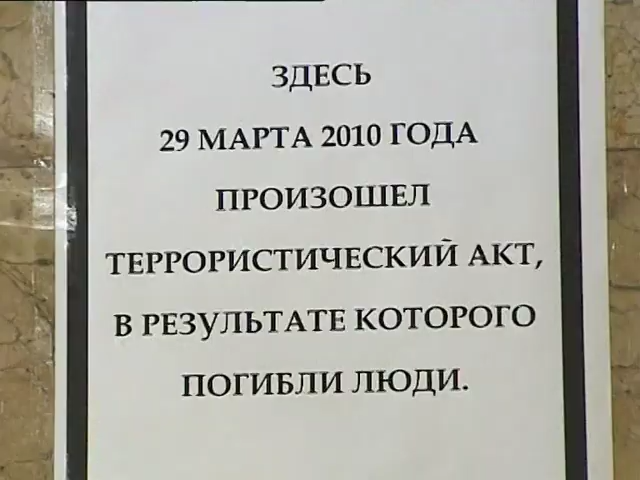 ЗДЕСЬ
29 МАРТА 2010 ГОДА
ПРОИЗОШЕЛ
ТЕРРОРИСТИЧЕСКИЙ АКТ,
В РЕЗУЛЬТАТЕ КОТОРОГО
ПОГИБЛИ ЛЮДИ.